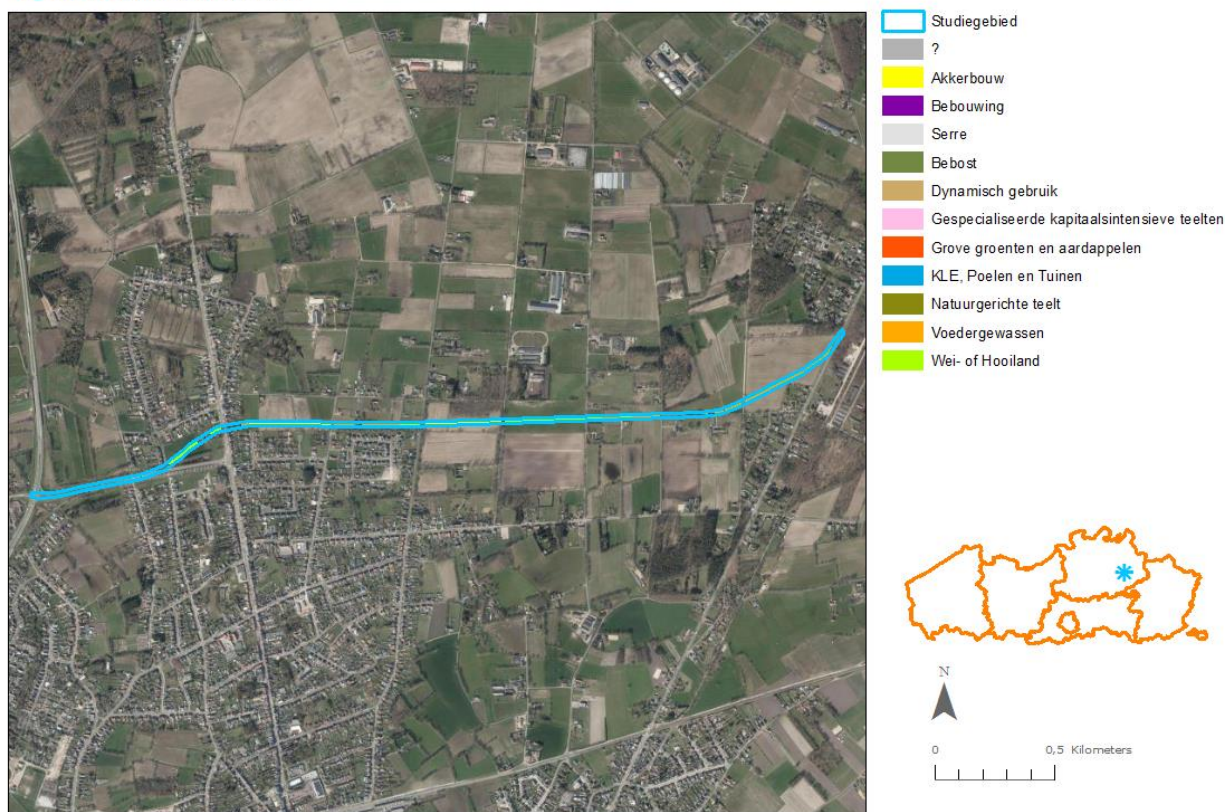 Studiegebied
?
Akkerbouw
Bebouwing
Serre
Bebost
Dynamisch gebruik
Gespecialiseerde kapitaalsintensieve teelten
Grove groenten en aardappelen
KLE, Poelen en Tuinen
Natuurgerichte teelt
Voedergewassen
Wei- of Hooiland
N
0 0,5 Kilometers